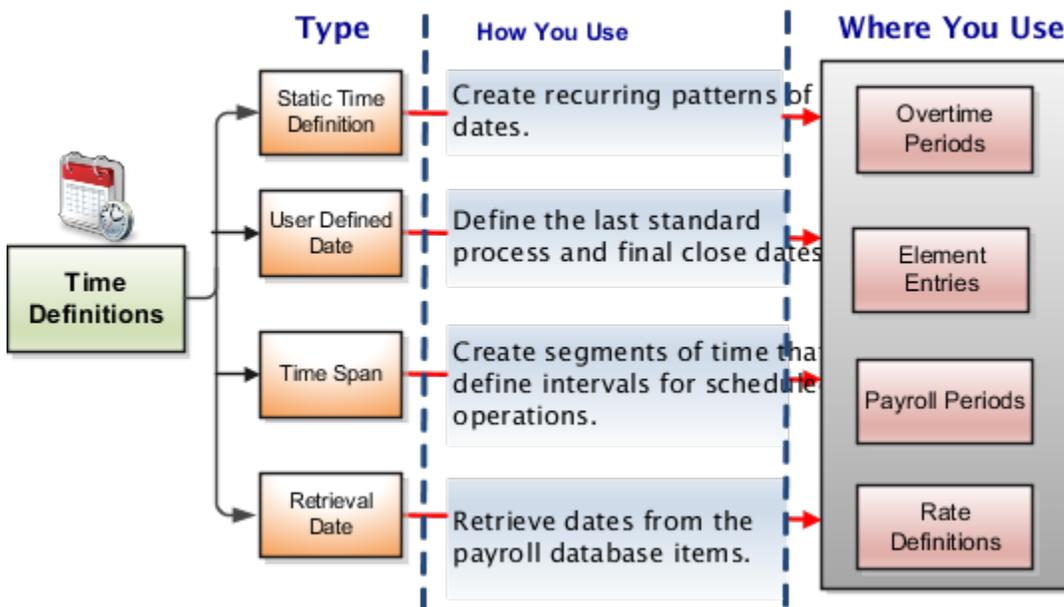 Type
How You Use
Where You Use
Static Time
Definition
Create recurring patterns of
dates.
Overtime
Periods
User Defined
Date
Define the last standard
process and final close dates
Element
Entries
Time
Definitions
Time Span
Create segments of time tha
define intervals for schedule
operations.
Payroll Periods
Retrieval
Date
Retrieve dates from the
payroll database items.
Rate
Definitions